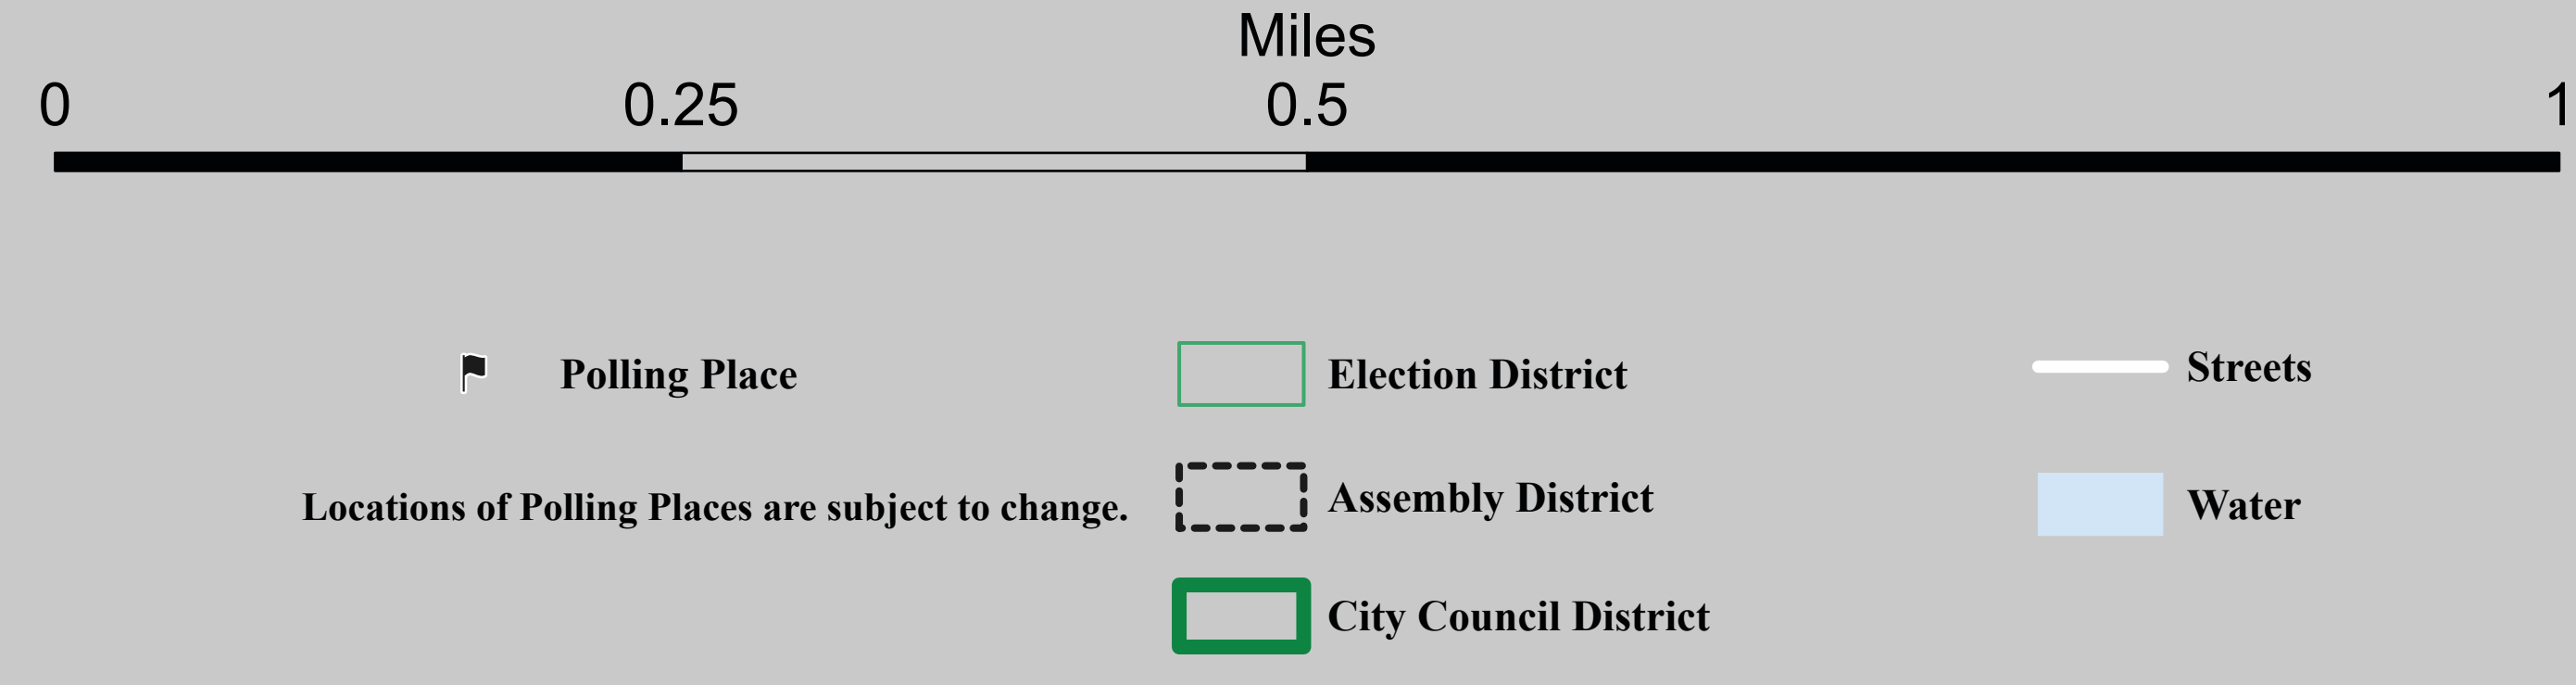 Miles
0 0.25 0.5 1
Polling Place
Locations of Polling Places are subject to change.
Election District
Assembly District
City Council District
Streets
Water